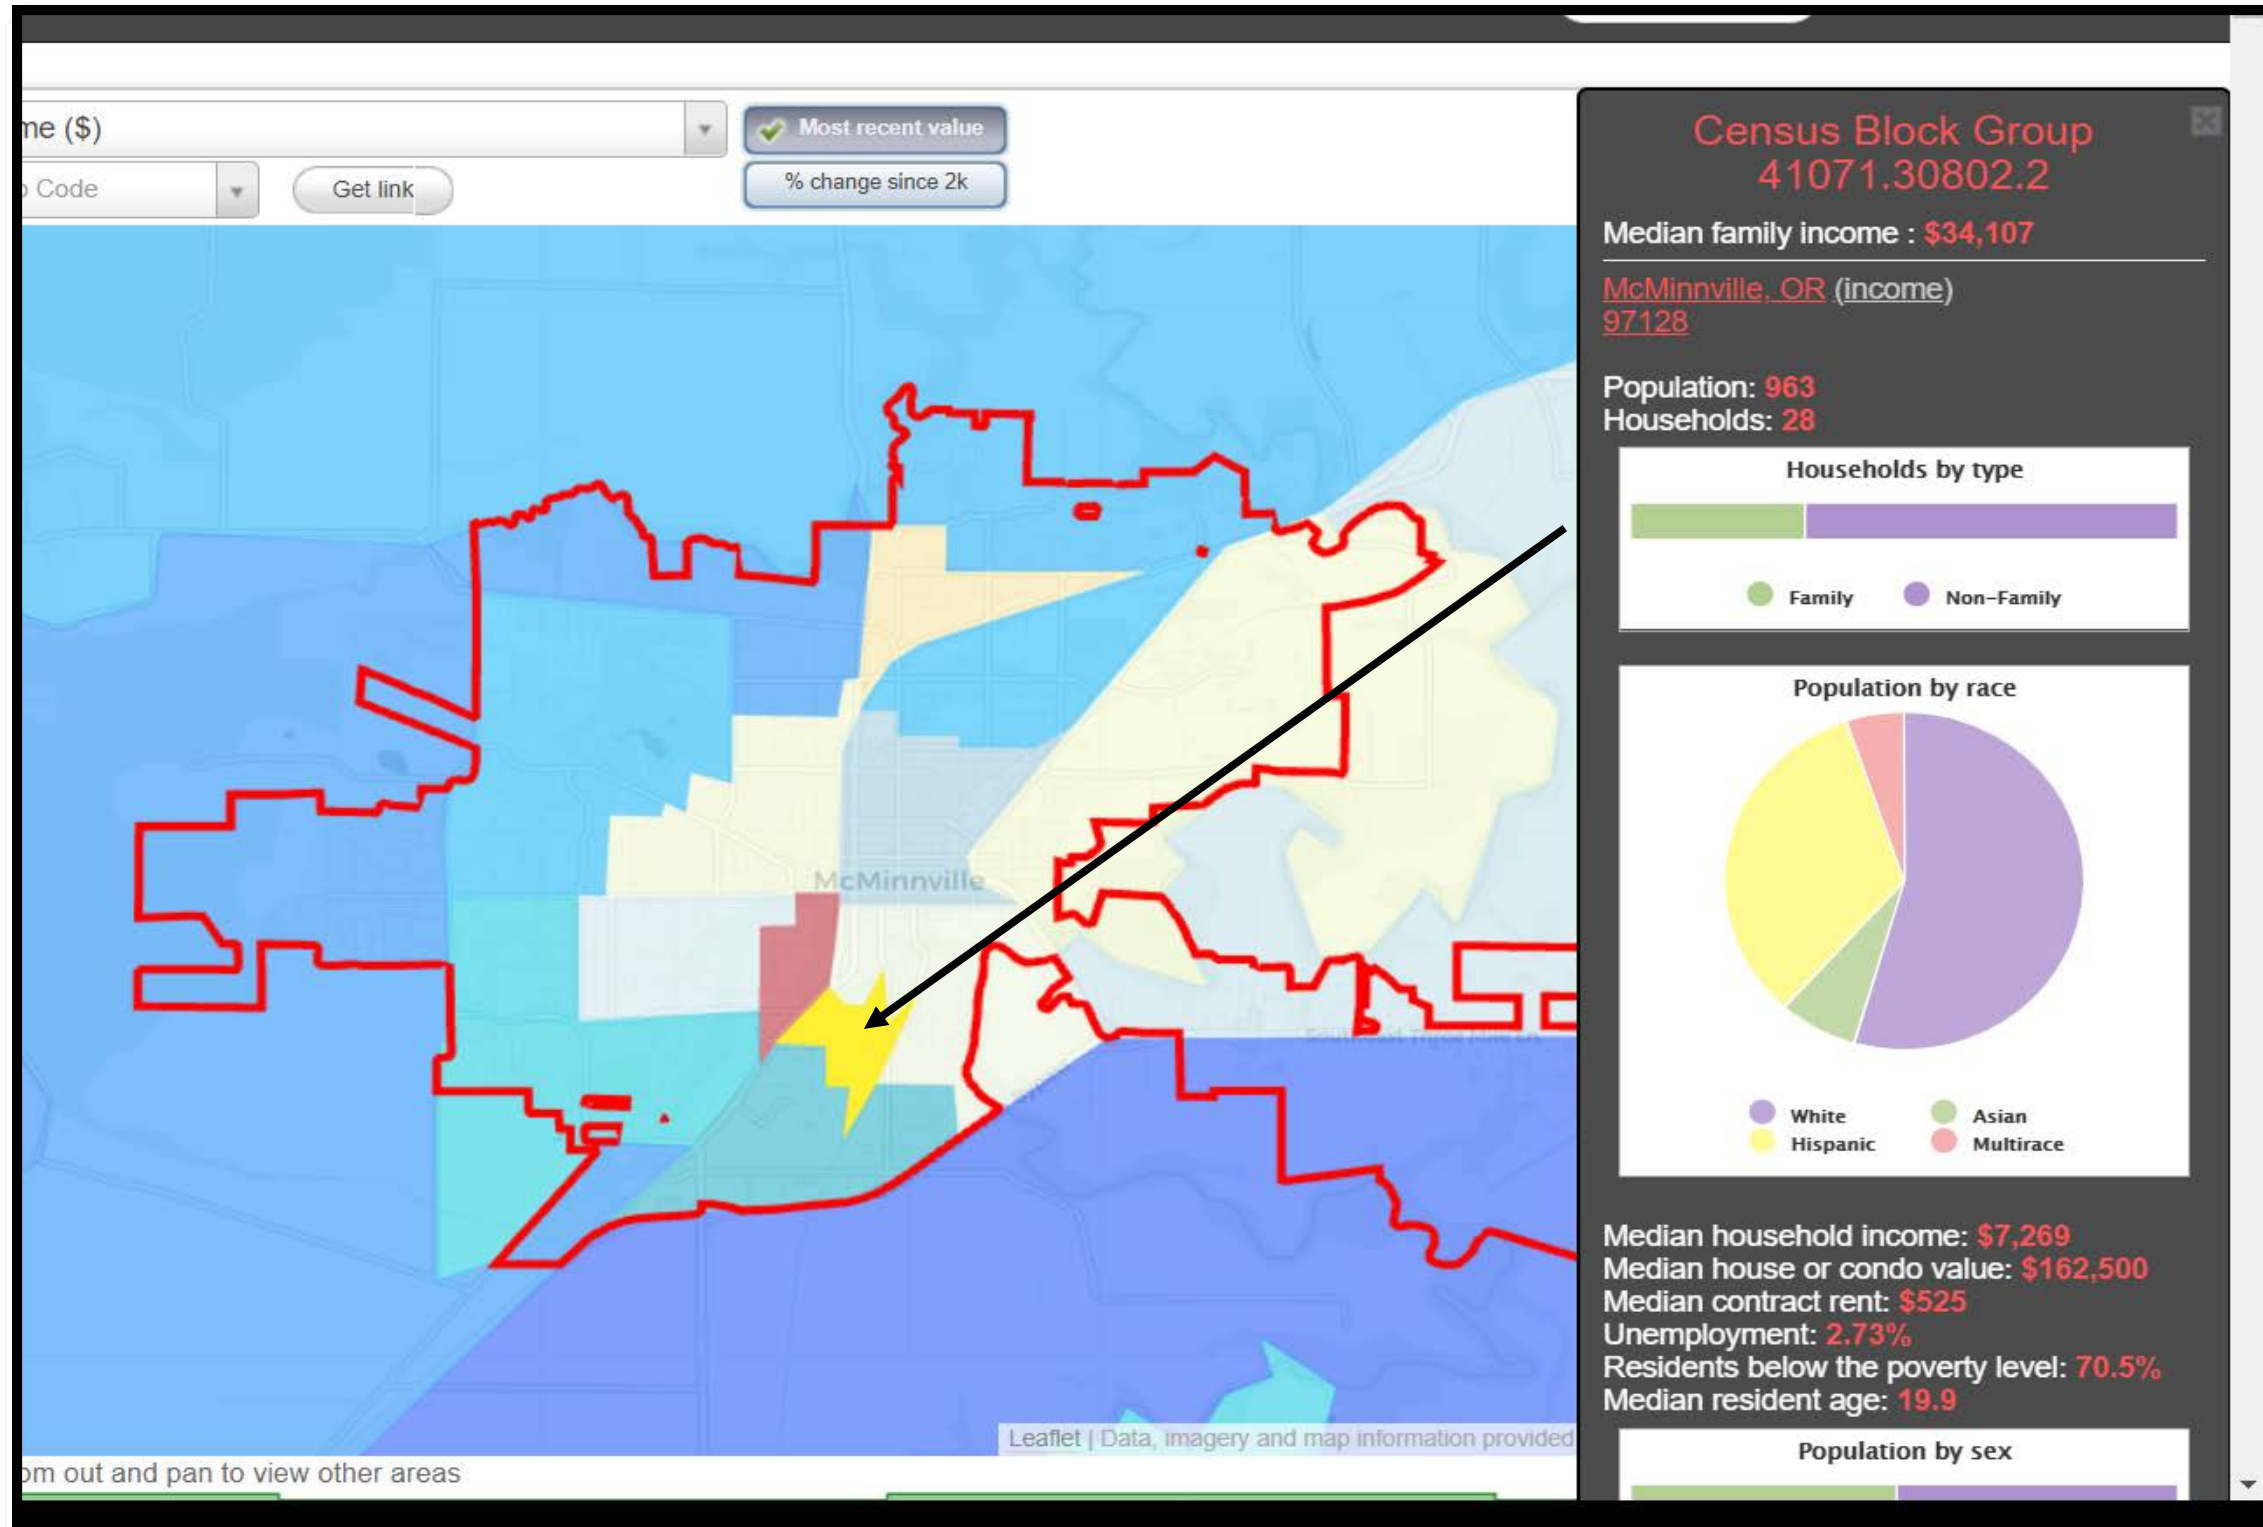 me ($)
Most recent value
Code
Get link
% change since 2k
McMinnville
Leaflet | Data, imagery and map information provided
om out and pan to view other areas
Census Block Group
41071.30802.2
Median family income : $34,107
McMinnville, OR (income)
97128
Population: 963
Households: 28
Households by type
Family Non-Family
Population by race
White Asian
Hispanic Multirace
Median household income: $7,269
Median house or condo value: $162,500
Median contract rent: $525
Unemployment: 2.73%
Residents below the poverty level: 70.5%
Median resident age: 19.9
Population by sex